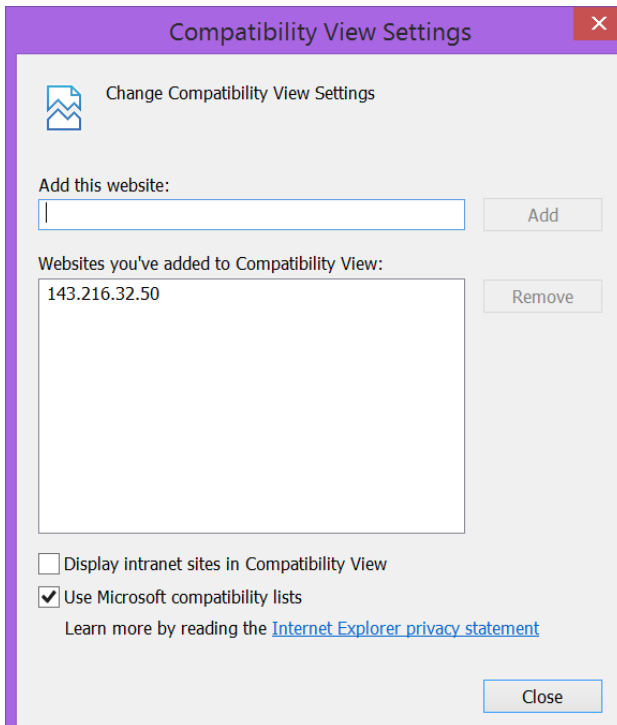 Compatibility View Settings
Change Compatibility View Settings
Add this website:
Add
Websites you've added to Compatibility View:
143.216.32.50
Remove
Display intranet sites in Compatibility View
Use Microsoft compatibility lists
Learn more by reading the Internet Explorer privacy statement
Close